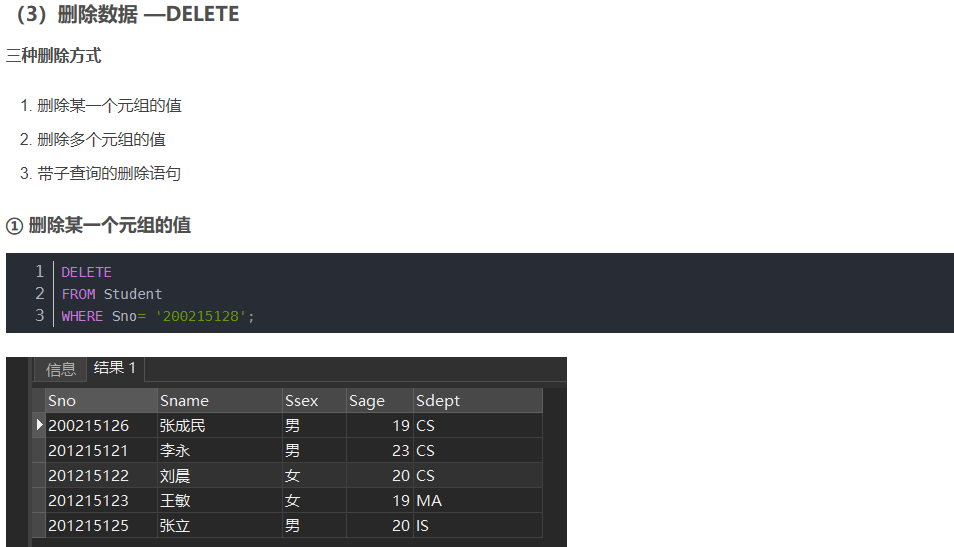 （3）删除数据 —DELETE
三种删除方式
1. 删除某一个元组的值
2. 删除多个元组的值
3. 带子查询的删除语句
① 删除某一个元组的值
1 DELETE
2 FROM Student
3 WHERE Sno= '200215128';
信息 结果 1
Sno Sname Ssex Sage Sdept
200215126 张成民 男 19 CS
201215121 李永 男 23 CS
201215122 刘晨 女 20 CS
201215123 王敏 女 19 MA
201215125 张立 男 20 IS